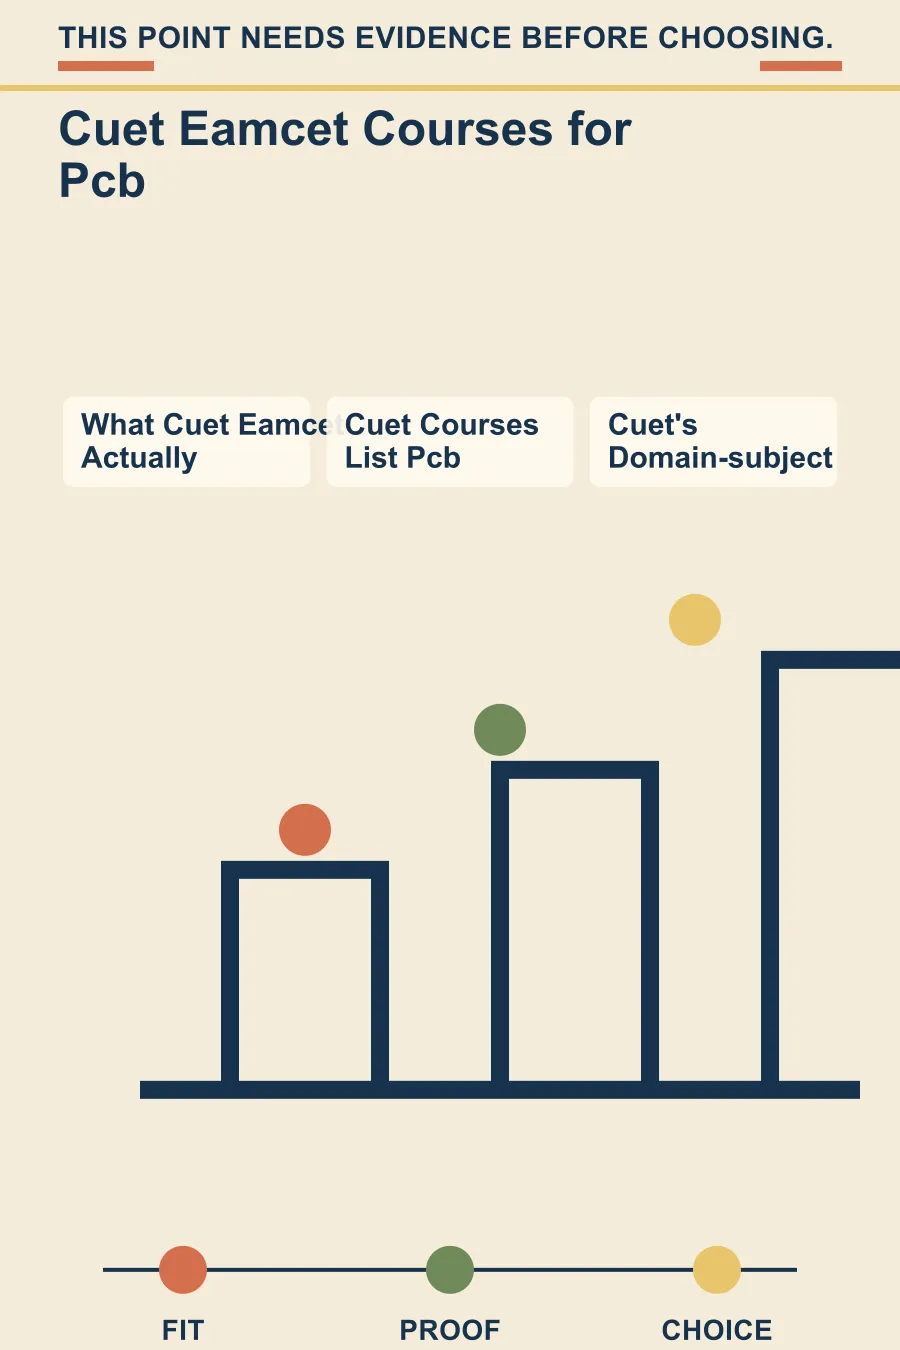 THIS POINT NEEDS EVIDENCE BEFORE CHOOSING.
Cuet Eamcet Courses for
Pcb
What Cuet Eamcet
Actually
Cuet Courses
List Pcb
Cuet's
Domain-subject
FIT
PROOF
CHOICE